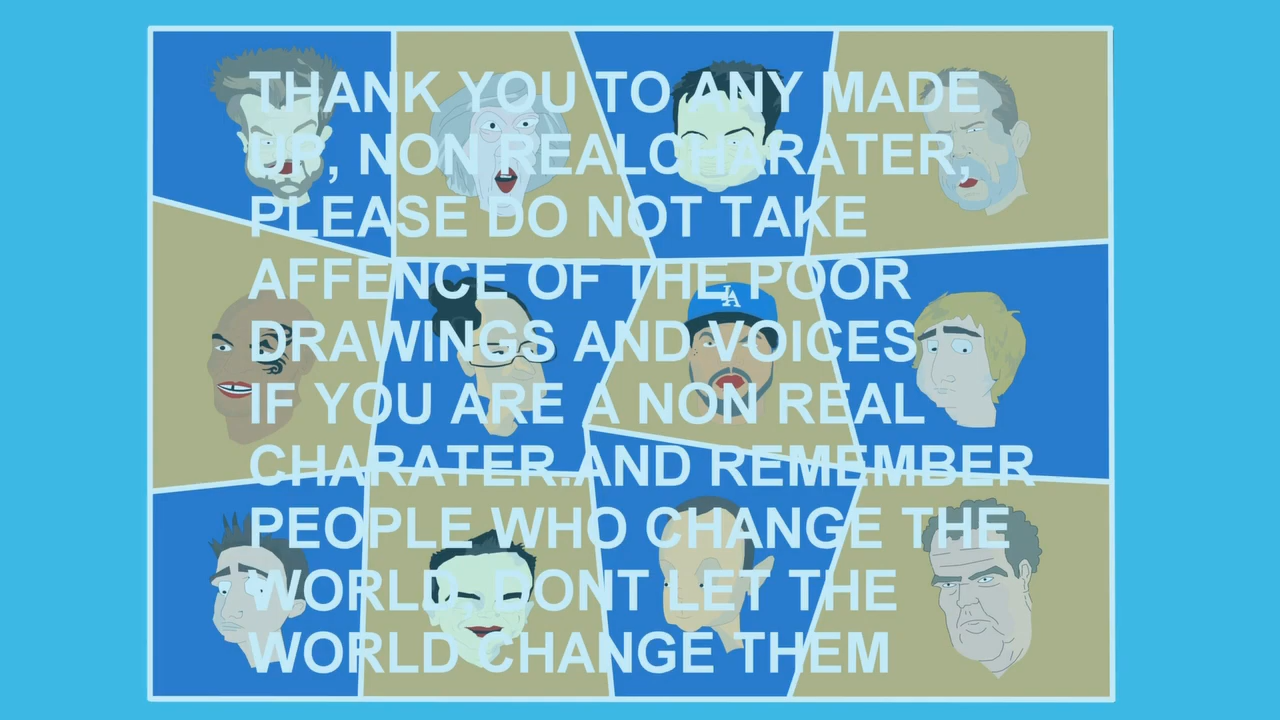 THANK YOU TO ANY MADE
UP, NON REALCHARATER,
PLEASE DO NOT TAKE
AFFENCE OF THE POOR
DRAWINGS AND VOICES
IF YOU ARE A NON REAL
CHARATER.AND REMEMBER
PEOPLE WHO CHANGE THE
WORLD, DONT LET THE
WORLD CHANGE THEM
LA